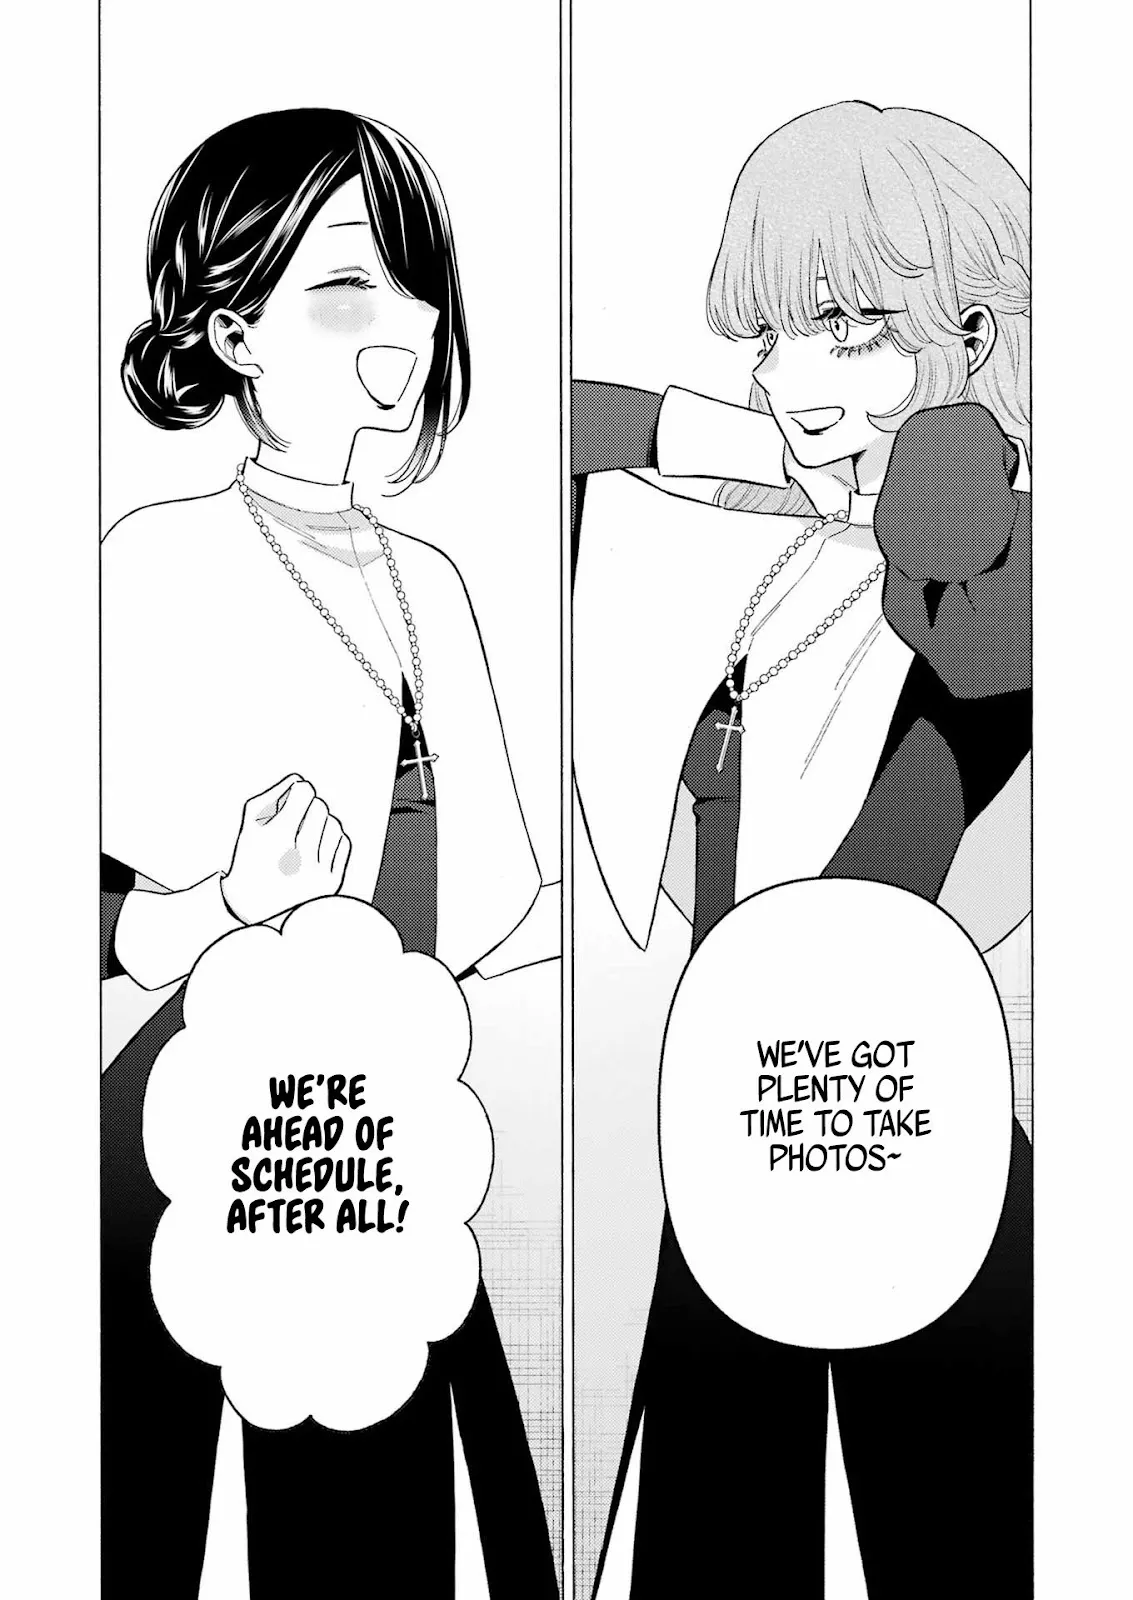 WE'VE GOT
PLENTY OF
TIME TO TAKE
PHOTOS~
WE'RE
AHEAD OF
SCHEDULE,
AFTER ALL!